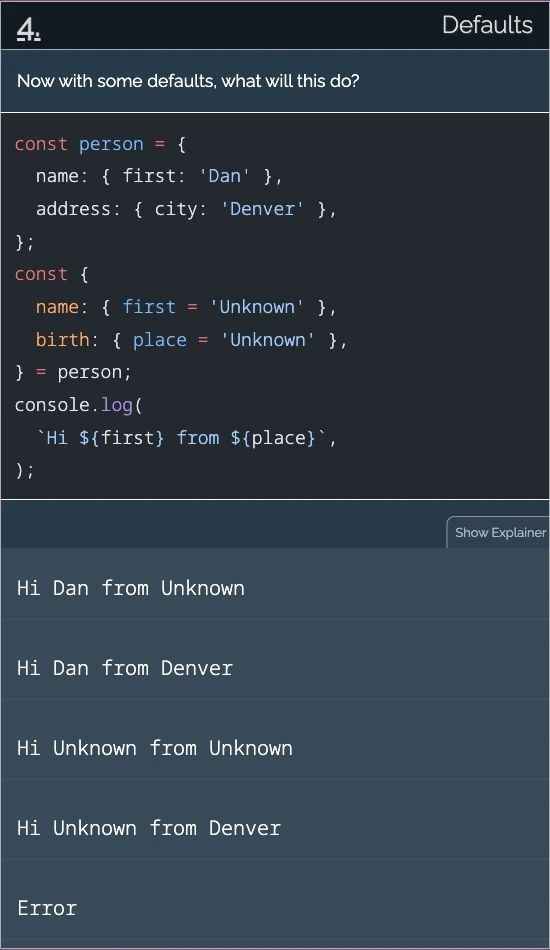 4.
Defaults
Now with some defaults, what will this do?
const person = {
  name: { first: 'Dan' },
  address: { city: 'Denver' },
};
const {
  name: { first = 'Unknown' },
  birth: { place = 'Unknown' },
} = person;
console.log(
  `Hi ${first} from ${place}`,
);
Show Explainer
Hi Dan from Unknown
Hi Dan from Denver
Hi Unknown from Unknown
Hi Unknown from Denver
Error